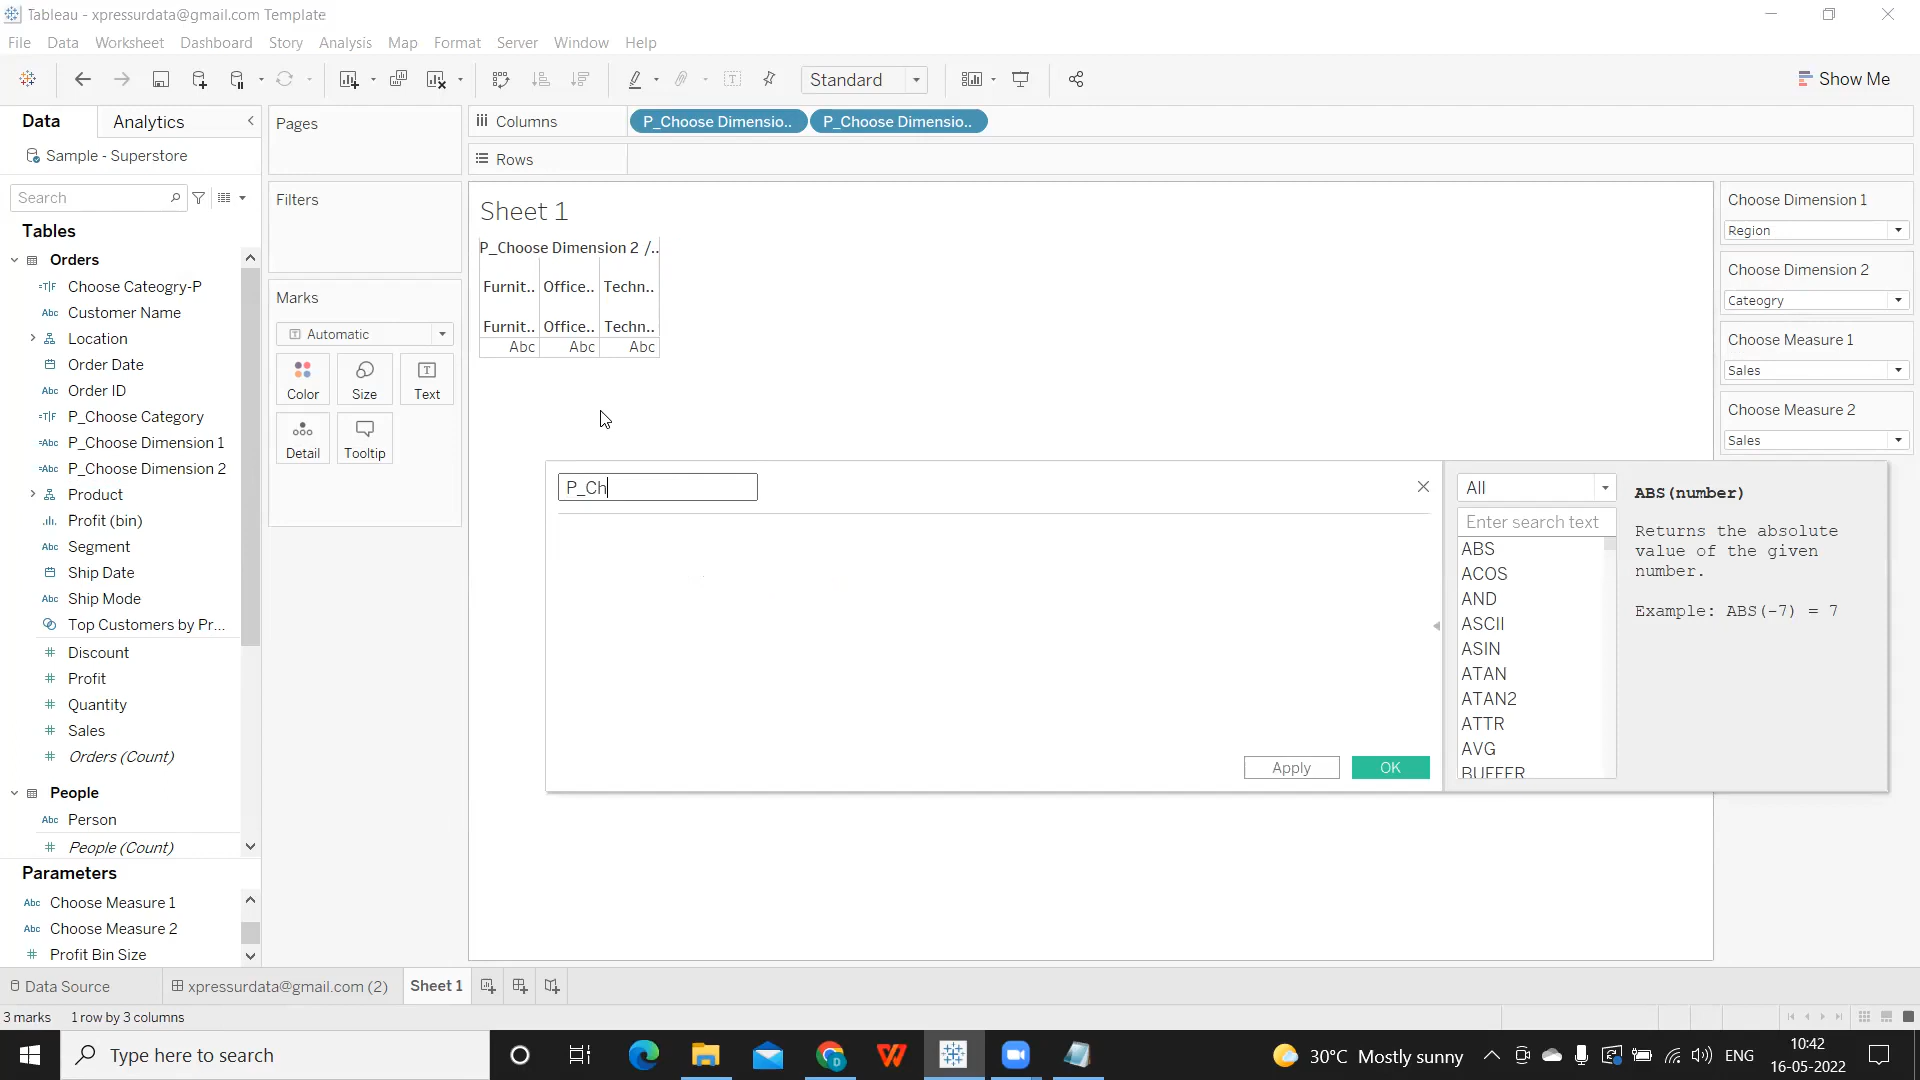 Tableau - xpressurdata@gmail.com Template
File Data Worksheet Dashboard Story Analysis Map Format Server Window Help
Standard
Show Me
Data Analytics
Sample - Superstore
Search
Tables
Orders
Choose Cateogry-P
Customer Name
Location
Order Date
Order ID
P_Choose Category
P_Choose Dimension 1
P_Choose Dimension 2
Product
Profit (bin)
Segment
Ship Date
Ship Mode
Top Customers by Pr...
Discount
Profit
Quantity
Sales
Orders (Count)
People
Person
People (Count)
Parameters
Choose Measure 1
Choose Measure 2
Profit Bin Size
Pages
Filters
Marks
Automatic
Color Size Text
Detail Tooltip
Columns P_Choose Dimensio.. P_Choose Dimensio..
Rows
Sheet 1
P_Choose Dimension 2 /..
Furnit.. Office.. Techn..
Furnit.. Office.. Techn..
Abc Abc Abc
Choose Dimension 1
Region
Choose Dimension 2
Cateogry
Choose Measure 1
Sales
Choose Measure 2
Sales
P_Ch
Apply OK
All
Enter search text
ABS
ACOS
AND
ASCII
ASIN
ATAN
ATAN2
ATTR
AVG
BUFFER
ABS(number)
Returns the absolute
value of the given
number.
Example: ABS(-7) = 7
Data Source xpressurdata@gmail.com (2) Sheet 1
3 marks 1 row by 3 columns
Type here to search
30°C Mostly sunny
ENG
10:42
16-05-2022